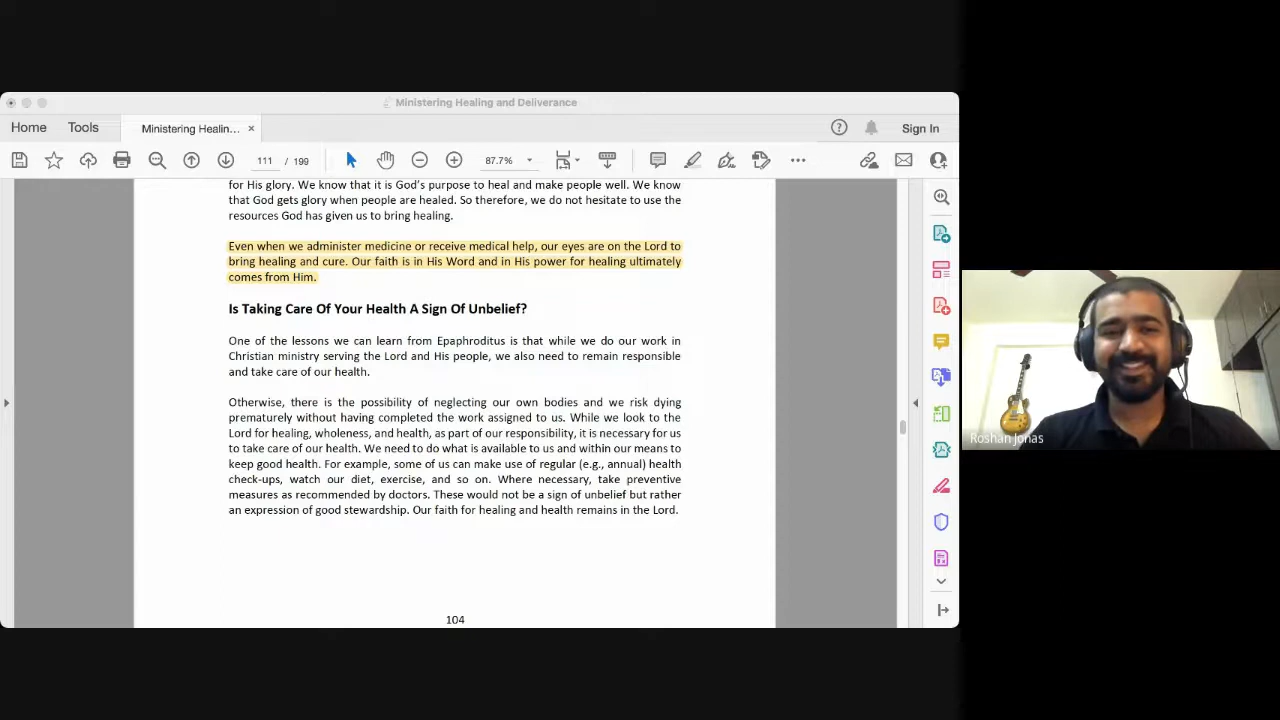 Ministering Healing and Deliverance
Home Tools Ministering Healin... × Sign In
111 / 199 87.7%
for His glory. We know that it is God's purpose to heal and make people well. We know
that God gets glory when people are healed. So therefore, we do not hesitate to use the
resources God has given us to bring healing.
Even when we administer medicine or receive medical help, our eyes are on the Lord to
bring healing and cure. Our faith is in His Word and in His power for healing ultimately
comes from Him.
Is Taking Care Of Your Health A Sign Of Unbelief?
One of the lessons we can learn from Epaphroditus is that while we do our work in
Christian ministry serving the Lord and His people, we also need to remain responsible
and take care of our health.
Otherwise, there is the possibility of neglecting our own bodies and we risk dying
prematurely without having completed the work assigned to us. While we look to the
Lord for healing, wholeness, and health, as part of our responsibility, it is necessary for us
to take care of our health. We need to do what is available to us and within our means to
keep good health. For example, some of us can make use of regular (e.g., annual) health
check-ups, watch our diet, exercise, and so on. Where necessary, take preventive
measures as recommended by doctors. These would not be a sign of unbelief but rather
an expression of good stewardship. Our faith for healing and health remains in the Lord.
104
Roshan Jonas